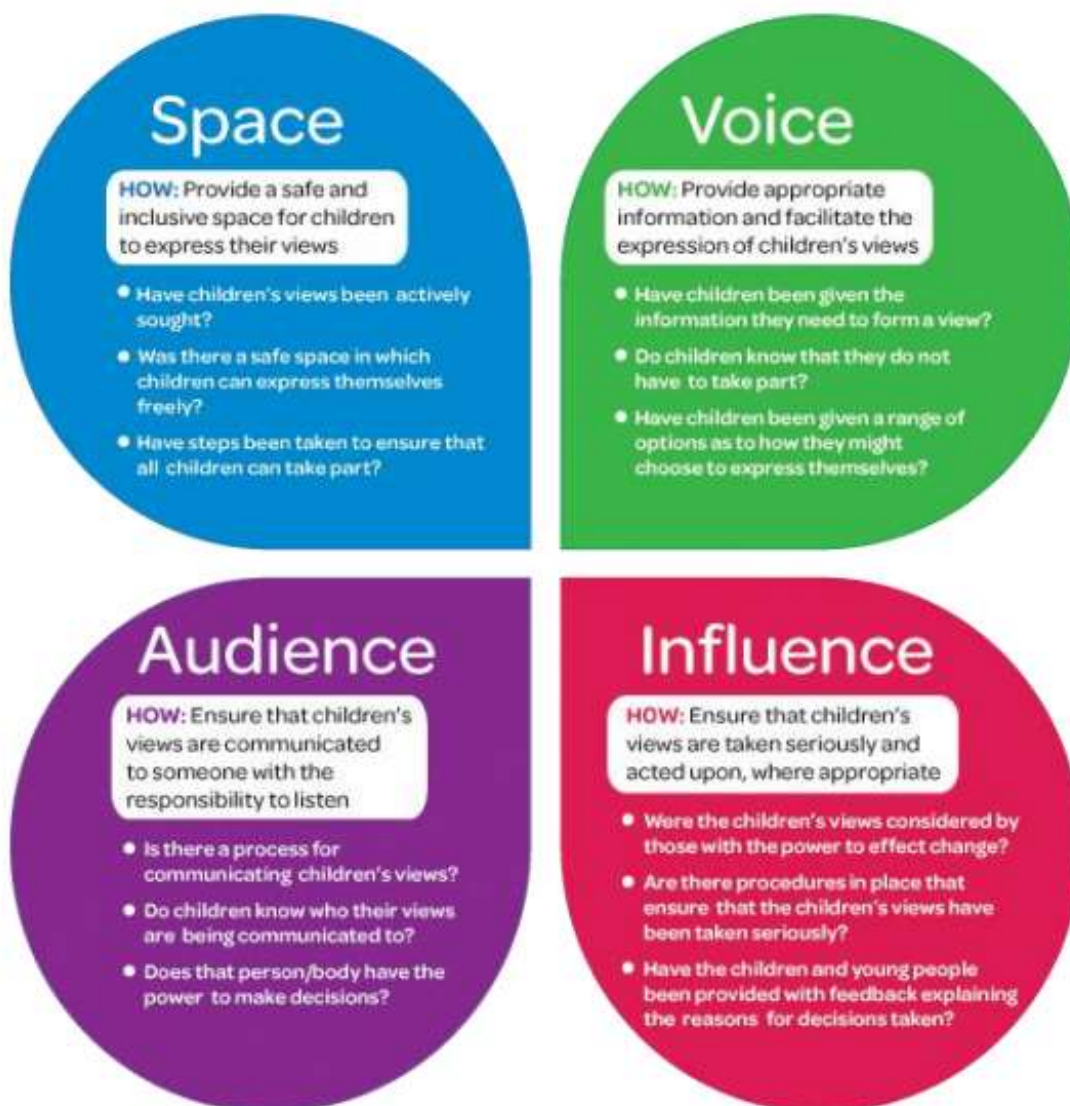 Space
HOW: Provide a safe and
inclusive space for children
to express their views
• Have children's views been actively
sought?
• Was there a safe space in which
children can express themselves
freely?
• Have steps been taken to ensure that
all children can take part?
Voice
HOW: Provide appropriate
information and facilitate the
expression of children's views
• Have children been given the
information they need to form a view?
• Do children know that they do not
have to take part?
• Have children been given a range of
options as to how they might
choose to express themselves?
Audience
HOW: Ensure that children's
views are communicated
to someone with the
responsibility to listen
• Is there a process for
communicating children's views?
• Do children know who their views
are being communicated to?
• Does that person/body have the
power to make decisions?
Influence
HOW: Ensure that children's
views are taken seriously and
acted upon, where appropriate
• Were the children's views considered by
those with the power to effect change?
• Are there procedures in place that
ensure that the children's views have
been taken seriously?
• Have the children and young people
been provided with feedback explaining
the reasons for decisions taken?